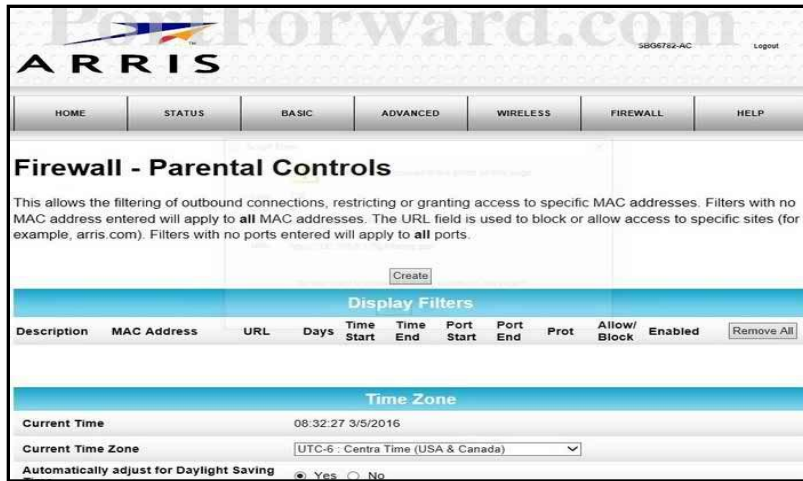 PortForward.com
SBG6782-AC Logout
ARRIS
HOME STATUS BASIC ADVANCED WIRELESS FIREWALL HELP
Firewall - Parental Controls
This allows the filtering of outbound connections, restricting or granting access to specific MAC addresses. Filters with no
MAC address entered will apply to all MAC addresses. The URL field is used to block or allow access to specific sites (for
example, arris.com). Filters with no ports entered will apply to all ports.
Create
Display Filters
Description MAC Address URL Days Time Start Time End Port Start Port End Prot Allow/ Block Enabled Remove All
Time Zone
Current Time 08:32:27 3/5/2016
Current Time Zone UTC-6 : Centra Time (USA & Canada)
Automatically adjust for Daylight Saving
Yes No